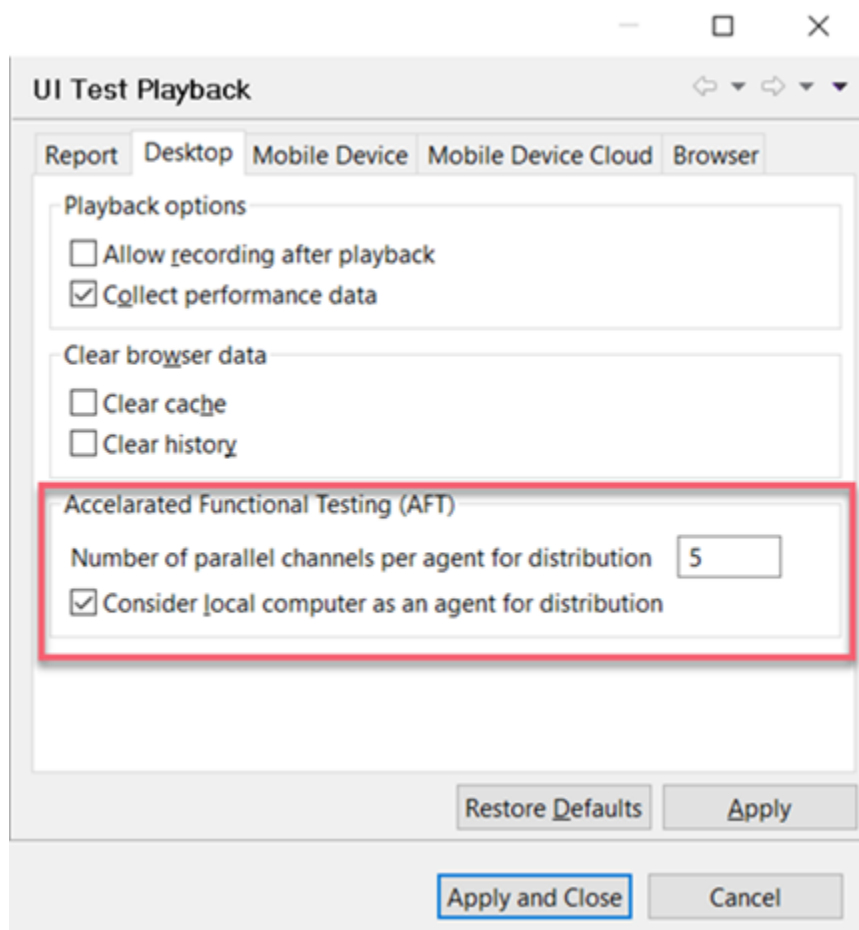 UI Test Playback
Report Desktop Mobile Device Mobile Device Cloud Browser
Playback options
Allow recording after playback
Collect performance data
Clear browser data
Clear cache
Clear history
Accelarated Functional Testing (AFT)
Number of parallel channels per agent for distribution 5
Consider local computer as an agent for distribution
Restore Defaults Apply
Apply and Close Cancel